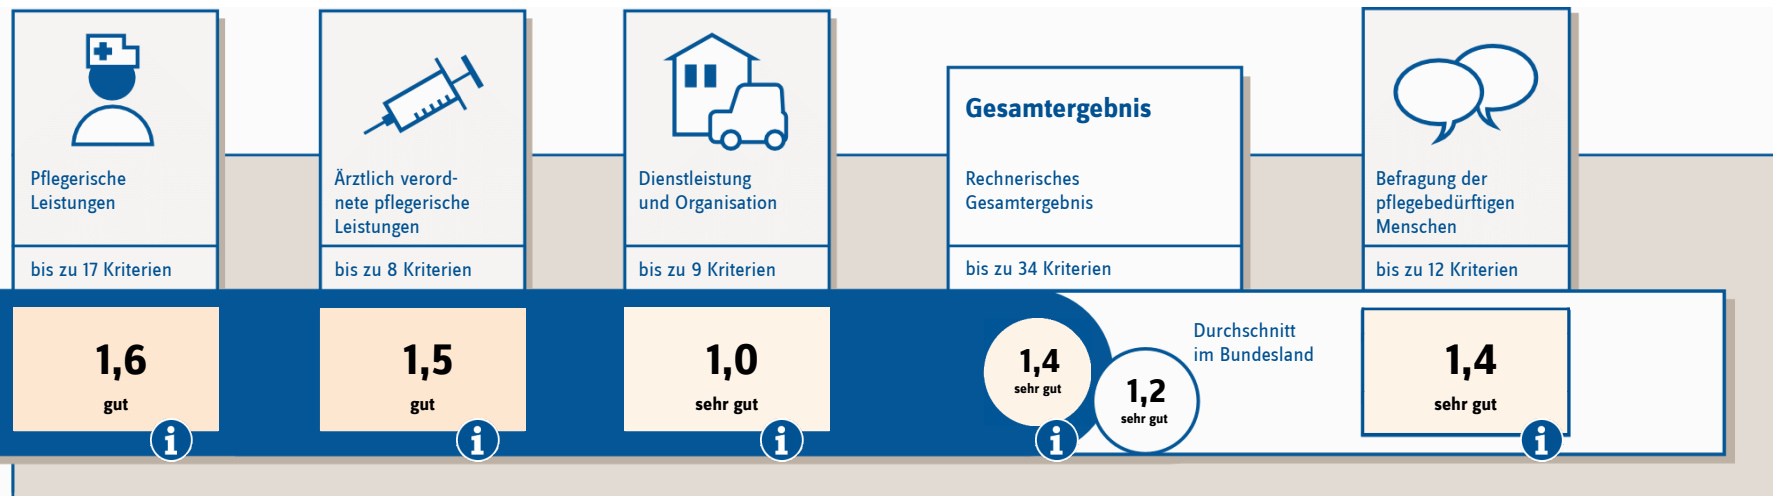 Pflegerische
Leistungen
bis zu 17 Kriterien
1,6
gut
i
Ärztlich verord-
nete pflegerische
Leistungen
bis zu 8 Kriterien
1,5
gut
i
Dienstleistung
und Organisation
bis zu 9 Kriterien
1,0
sehr gut
i
Gesamtergebnis
Rechnerisches
Gesamtergebnis
bis zu 34 Kriterien
1,4
sehr gut
i
1,2
sehr gut
Durchschnitt
im Bundesland
Befragung der
pflegebedürftigen
Menschen
bis zu 12 Kriterien
1,4
sehr gut
i